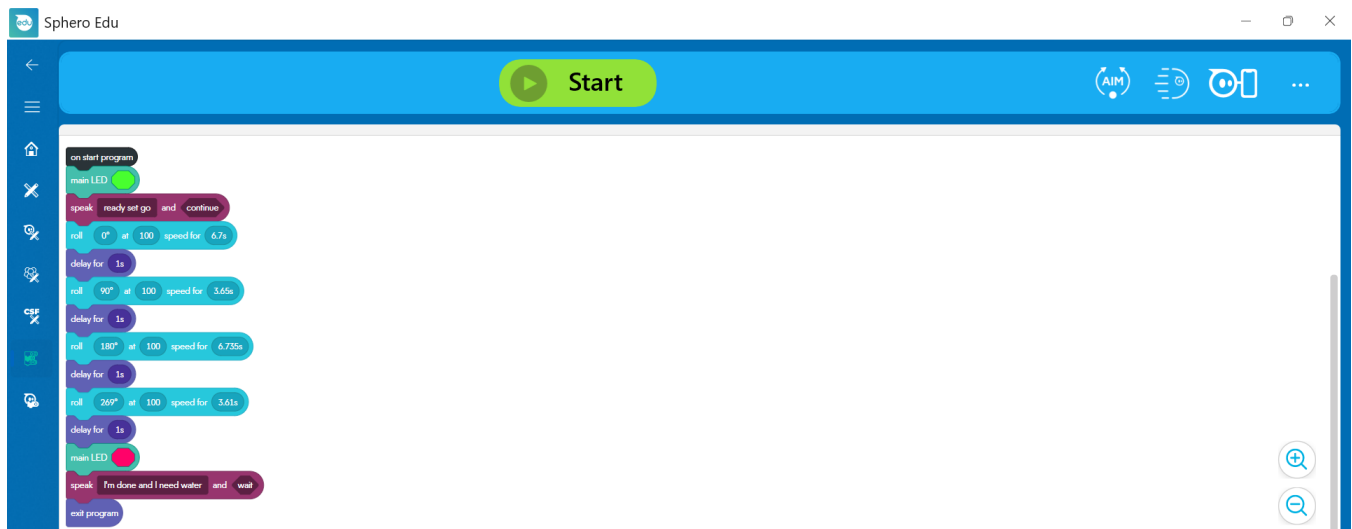 edu Sphero Edu
Start
AIM
...
on start program
main LED
speak ready set go and continue
roll 0° at 100 speed for 6.7s
delay for 1s
roll 90° at 100 speed for 3.65s
delay for 1s
roll 180° at 100 speed for 6.735s
delay for 1s
roll 269° at 100 speed for 3.61s
delay for 1s
main LED
speak I'm done and I need water and wait
exit program
CSF